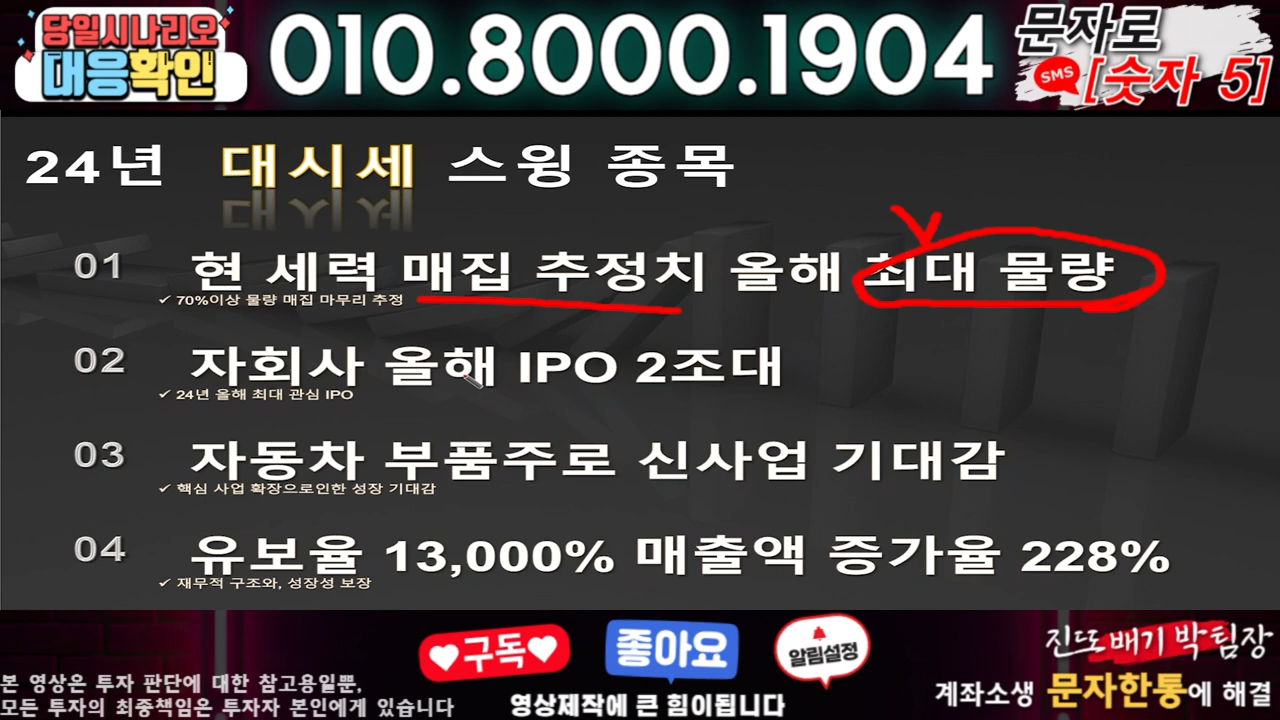 당일시나리오
대응확인
010.8000.1904
문자로
SMS [숫자 5]
24년 대시세 스윙 종목
01 현 세력 매집 추정치 올해 최대 물량
✓ 70%이상 물량 매집 마무리 추정
02 자회사 올해 IPO 2조대
✓ 24년 올해 최대 관심 IPO
03 자동차 부품주로 신사업 기대감
✓ 핵심 사업 확장으로인한 성장 기대감
04 유보율 13,000% 매출액 증가율 228%
✓ 재무적 구조와, 성장성 보장
구독
좋아요
알림설정
영상제작에 큰 힘이됩니다
본 영상은 투자 판단에 대한 참고용일뿐,
모든 투자의 최종책임은 투자자 본인에게 있습니다
진또배기 박팀장
계좌소생 문자한통에 해결